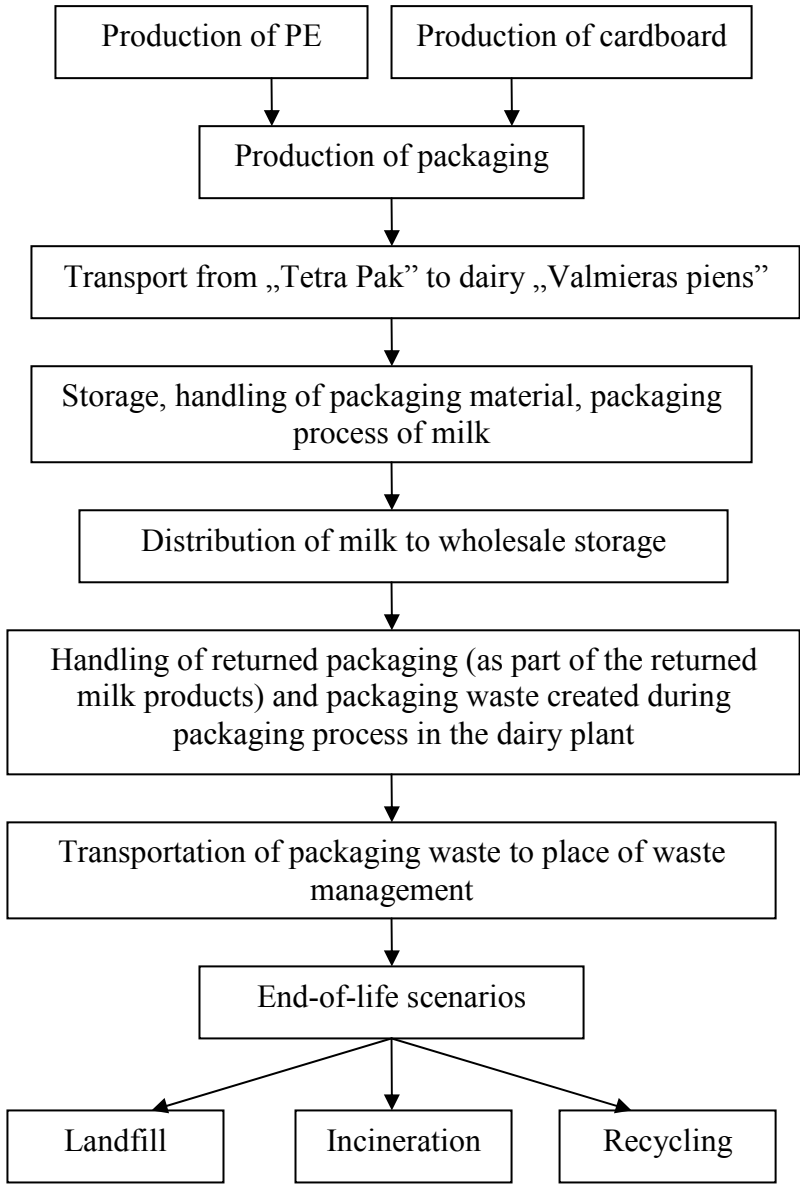 Production of PE
Production of cardboard
Production of packaging
Transport from „Tetra Pak” to dairy „Valmieras piens”
Storage, handling of packaging material, packaging
process of milk
Distribution of milk to wholesale storage
Handling of returned packaging (as part of the returned
milk products) and packaging waste created during
packaging process in the dairy plant
Transportation of packaging waste to place of waste
management
End-of-life scenarios
Landfill
Incineration
Recycling